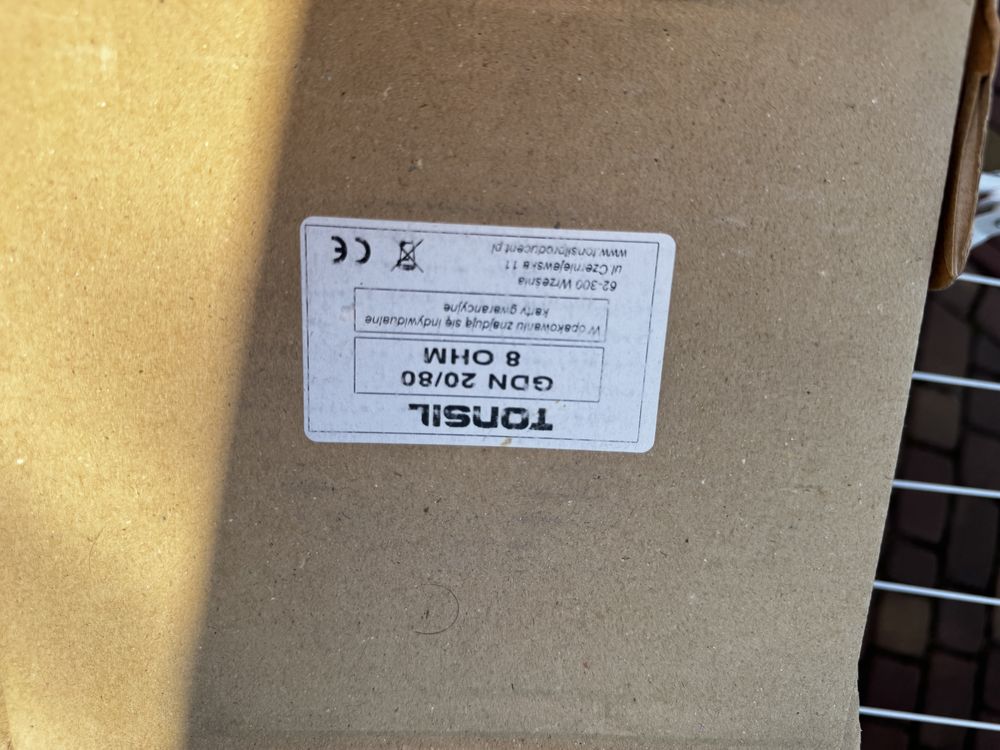 TONSIL
GDN 20/80
8 OHM
W opakowaniu znajdują się indywidualne
karty gwarancyjne
62-300 Wrzesnia
ul Czerniejewska 11
www.tonsilproducent.pl
CE